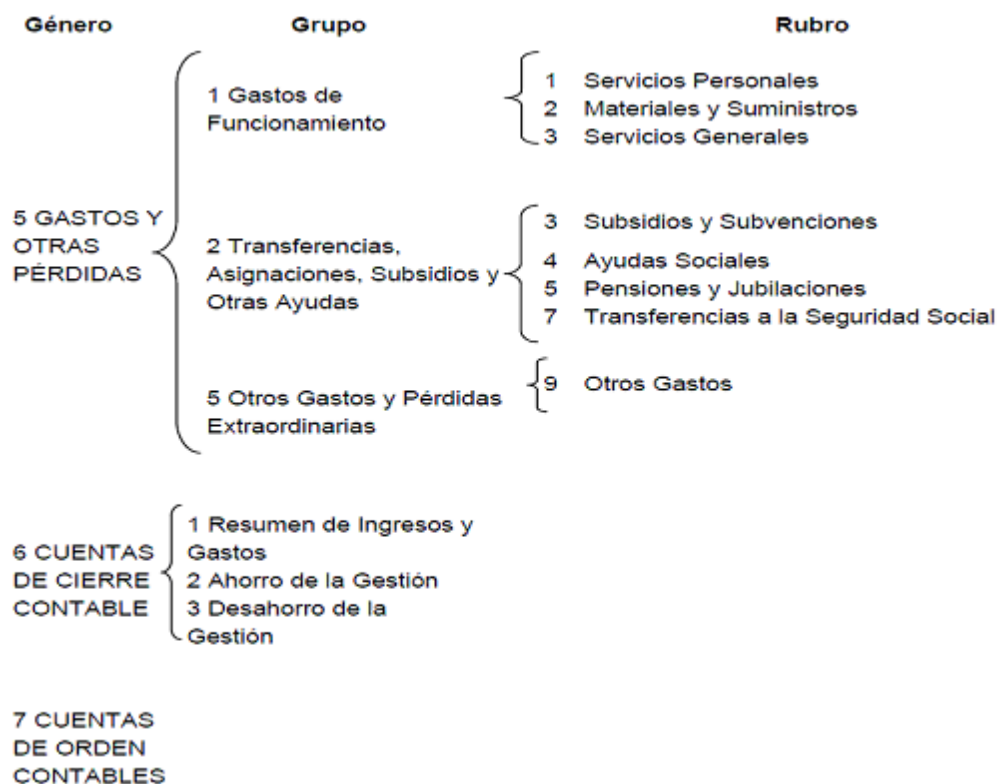 Género Grupo Rubro
5 GASTOS Y
OTRAS
PÉRDIDAS
1 Gastos de
Funcionamiento
1 Servicios Personales
2 Materiales y Suministros
3 Servicios Generales
2 Transferencias,
Asignaciones, Subsidios y
Otras Ayudas
3 Subsidios y Subvenciones
4 Ayudas Sociales
5 Pensiones y Jubilaciones
7 Transferencias a la Seguridad Social
5 Otros Gastos y Pérdidas
Extraordinarias
9 Otros Gastos
6 CUENTAS
DE CIERRE
CONTABLE
1 Resumen de Ingresos y
Gastos
2 Ahorro de la Gestión
3 Desahorro de la
Gestión
7 CUENTAS
DE ORDEN
CONTABLES